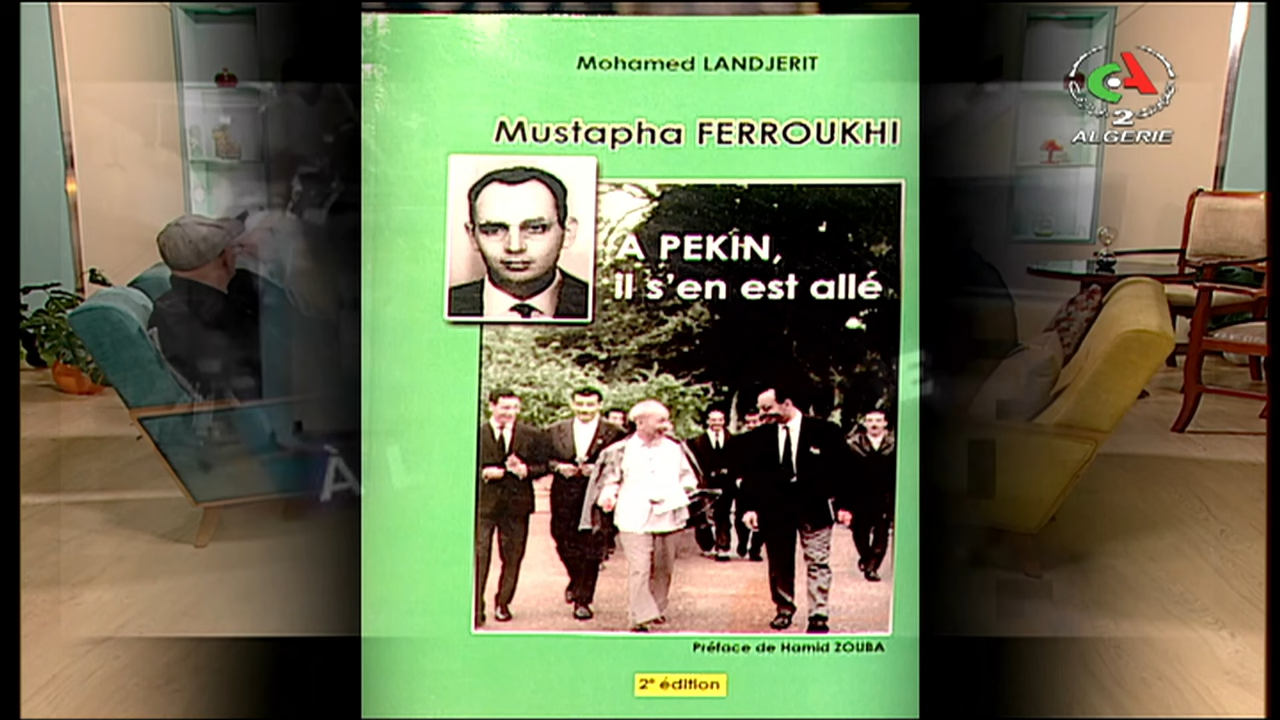 Mohamed LANDJERIT
Mustapha FERROUKHI
A PEKIN,
Il s'en est allé
Préface de Hamid ZOUBA
2e édition
2
ALGERIE
À L